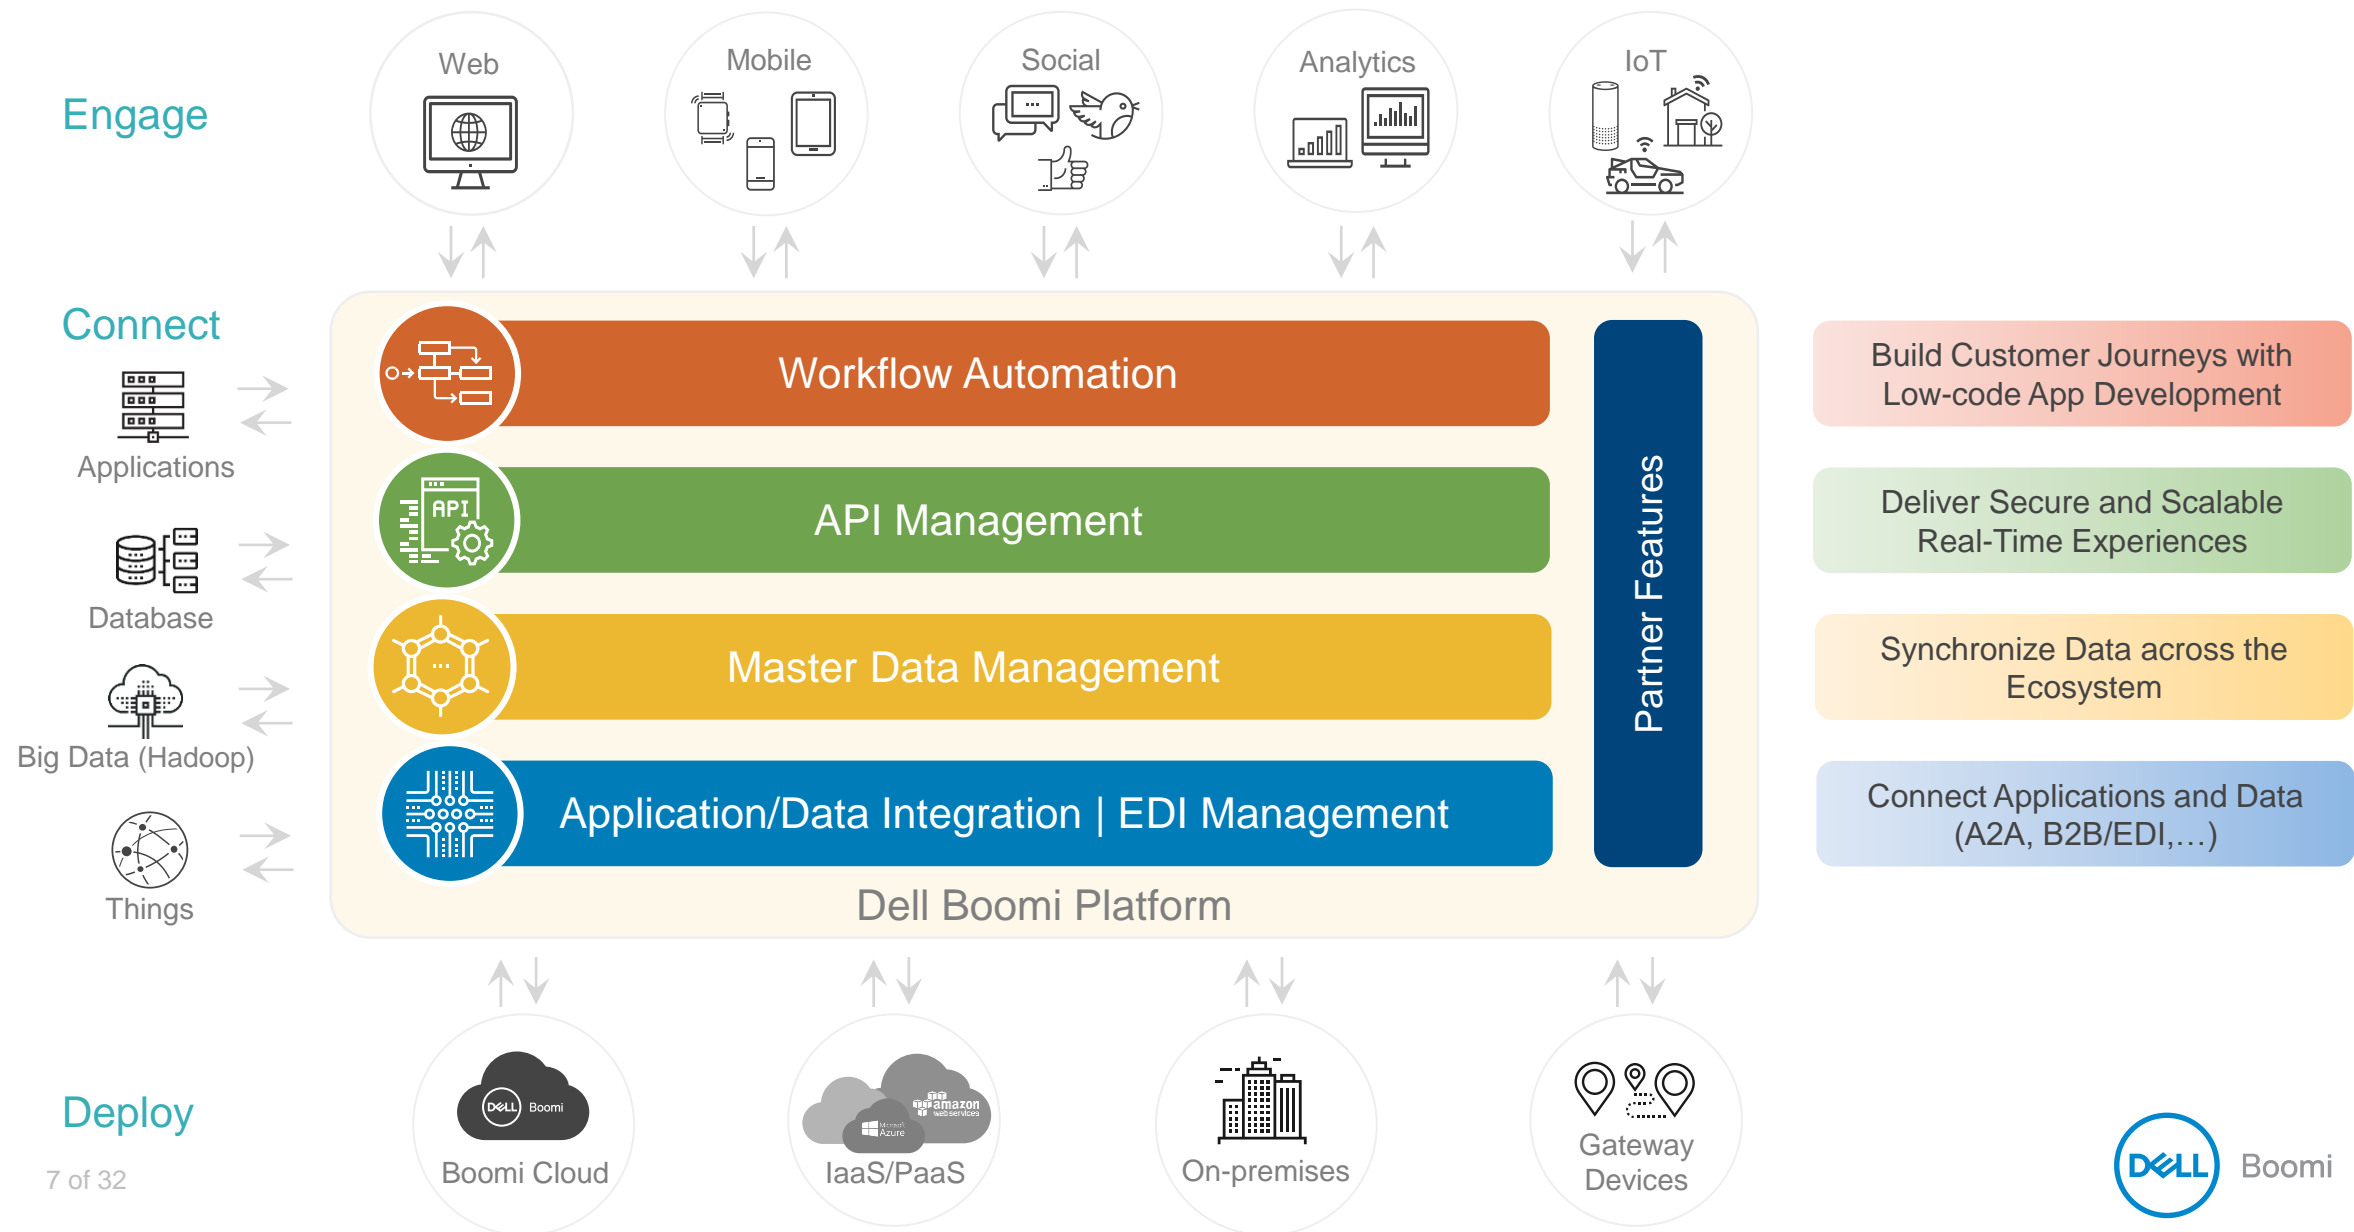 Web
Mobile
Social
Analytics
IoT
Engage
Connect
Applications
Database
Big Data (Hadoop)
Things
Workflow Automation
API
API Management
Master Data Management
Application/Data Integration | EDI Management
Partner Features
Dell Boomi Platform
Build Customer Journeys with
Low-code App Development
Deliver Secure and Scalable
Real-Time Experiences
Synchronize Data across the
Ecosystem
Connect Applications and Data
(A2A, B2B/EDI,…)
Deploy
DELL Boomi
Boomi Cloud
amazon
webservices
Microsoft
Azure
IaaS/PaaS
On-premises
Gateway
Devices
7 of 32
DELL Boomi